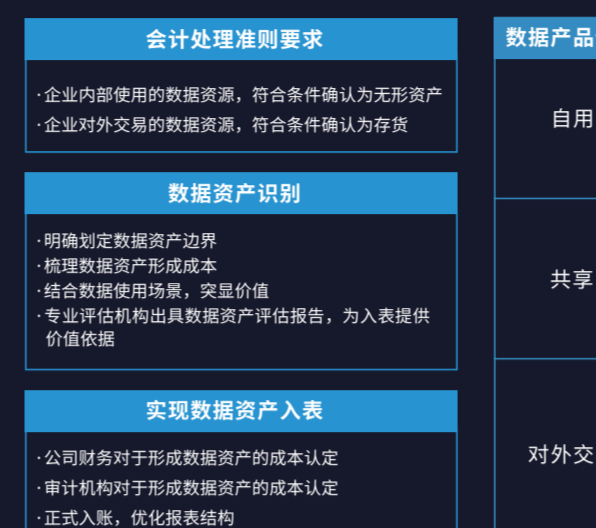 会计处理准则要求
·企业内部使用的数据资源，符合条件确认为无形资产
·企业对外交易的数据资源，符合条件确认为存货
数据资产识别
·明确划定数据资产边界
·梳理数据资产形成成本
·结合数据使用场景，突显价值
·专业评估机构出具数据资产评估报告，为入表提供
价值依据
实现数据资产入表
·公司财务对于形成数据资产的成本认定
·审计机构对于形成数据资产的成本认定
·正式入账，优化报表结构
数据产品
自用
共享
对外交